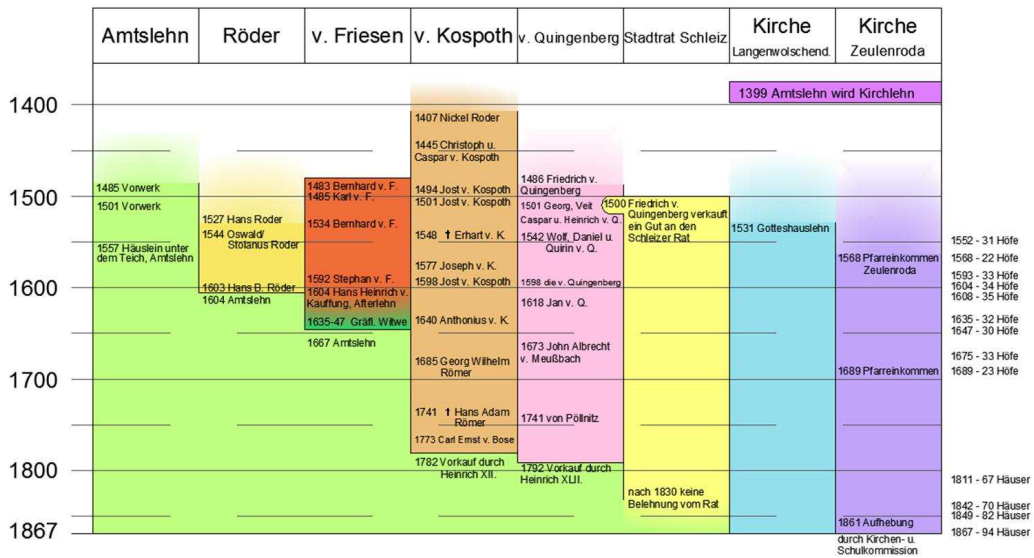 Amtslehn
Röder
v. Friesen
v. Kospoth
v. Quingenberg
Stadtrat Schleiz
Kirche
Langenwolschend.
Kirche
Zeulenroda
1400
1500
1600
1700
1800
1867
1485 Vorwerk
1501 Vorwerk
1557 Häuslein unter
dem Teich, Amtslehn
1527 Hans Roder
1544 Oswald/
Stolanus Roder
1603 Hans B. Röder
1604 Amtslehn
1483 Bernhard v. F.
1485 Karl v. F.
1534 Bernhard v. F.
1592 Stephan v. F.
1604 Hans Heinrich v.
Kauffung, Afterlehn
1635-47 Gräfl. Witwe
1667 Amtslehn
1407 Nickel Roder
1445 Christoph u.
Caspar v. Kospoth
1494 Jost v. Kospoth
1501 Jost v. Kospoth
1548 † Erhart v. K.
1577 Joseph v. K.
1598 Jost v. Kospoth
1640 Anthonius v. K.
1685 Georg Wilhelm
Römer
1741 † Hans Adam
Römer
1773 Carl Ernst v. Bose
1782 Vorkauf durch
Heinrich XII.
1486 Friedrich v.
Quingenberg
1501 Georg, Veit
Caspar u. Heinrich v. Q.
1542 Wolf, Daniel u.
Quirin v. Q.
1598 die v. Quingenberg
1618 Jan v. Q.
1673 John Albrecht
v. Meußbach
1741 von Pöllnitz
1792 Vorkauf durch
Heinrich XLII.
1500 Friedrich v.
Quingenberg verkauft
ein Gut an den
Schleizer Rat
nach 1830 keine
Belehnung vom Rat
1399 Amtslehn wird Kirchlehn
1531 Gotteshauslehn
1568 Pfarreinkommen
Zeulenroda
1689 Pfarreinkommen
1861 Aufhebung
durch Kirchen- u.
Schulkommission
1552 - 31 Höfe
1568 - 22 Höfe
1593 - 33 Höfe
1604 - 34 Höfe
1608 - 35 Höfe
1635 - 32 Höfe
1647 - 30 Höfe
1675 - 33 Höfe
1689 - 23 Höfe
1811 - 67 Häuser
1842 - 70 Häuser
1849 - 82 Häuser
1867 - 94 Häuser